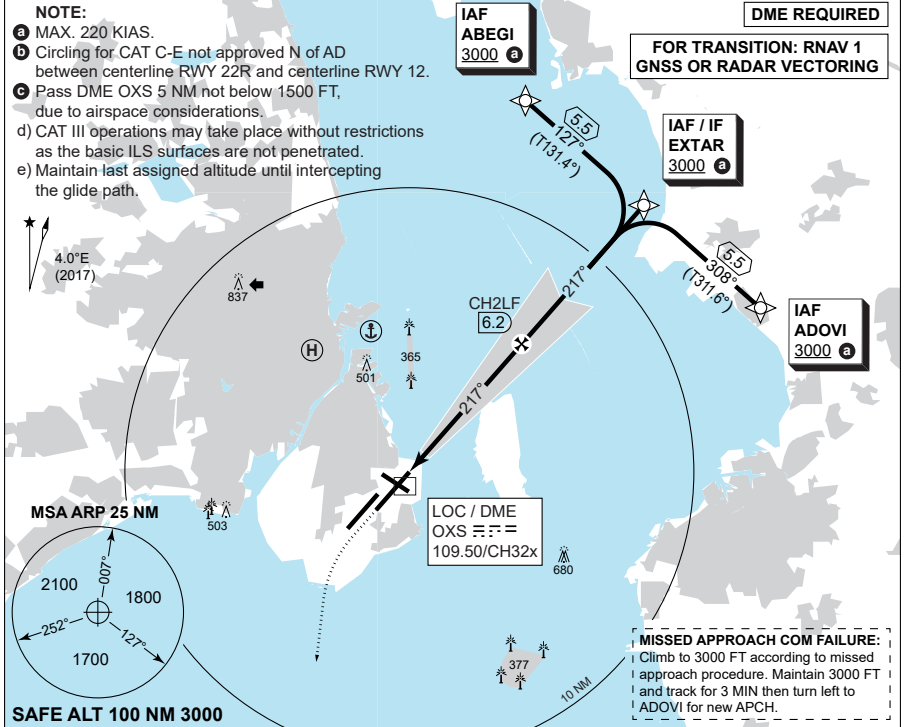 NOTE:
a MAX. 220 KIAS.
b Circling for CAT C-E not approved N of AD
between centerline RWY 22R and centerline RWY 12.
c Pass DME OXS 5 NM not below 1500 FT,
due to airspace considerations.
d) CAT III operations may take place without restrictions
as the basic ILS surfaces are not penetrated.
e) Maintain last assigned altitude until intercepting
the glide path.
DME REQUIRED
FOR TRANSITION: RNAV 1
GNSS OR RADAR VECTORING
IAF
ABEGI
3000 a
5.5
127°
(T131.4°)
IAF / IF
EXTAR
3000 a
5.5
308°
(T311.6°)
IAF
ADOVI
3000 a
4.0°E
(2017)
837
H
501
365
CH2LF
6.2
217°
217°
503
LOC / DME
OXS
109.50/CH32x
680
377
10 NM
MSA ARP 25 NM
007°
2100
1800
252°
127°
1700
SAFE ALT 100 NM 3000
MISSED APPROACH COM FAILURE:
Climb to 3000 FT according to missed
approach procedure. Maintain 3000 FT
and track for 3 MIN then turn left to
ADOVI for new APCH.